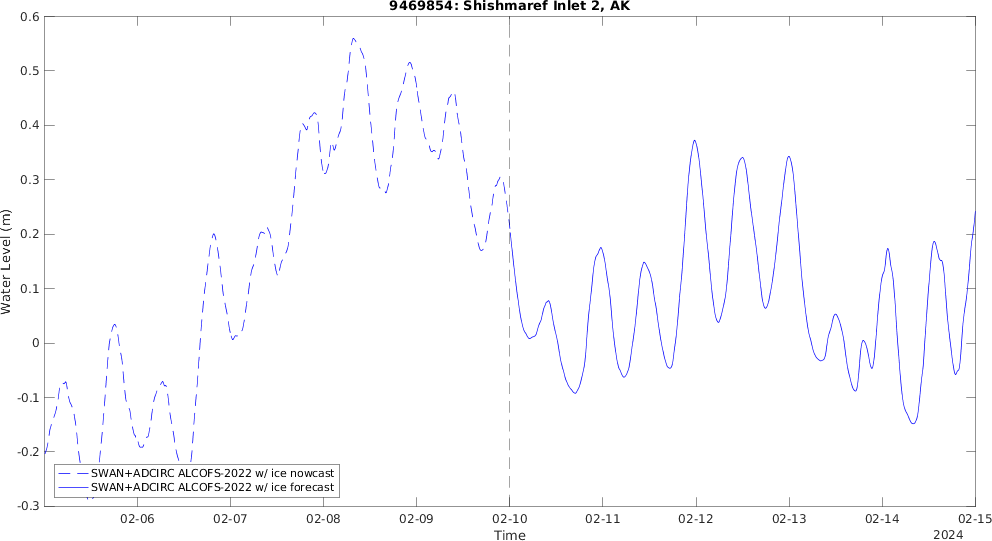 9469854: Shishmaref Inlet 2, AK
0.6
0.5
0.4
0.3
0.2
0.1
0
-0.1
-0.2
-0.3
Water Level (m)
SWAN+ADCIRC ALCOFS-2022 w/ ice nowcast
SWAN+ADCIRC ALCOFS-2022 w/ ice forecast
02-06 02-07 02-08 02-09 02-10 02-11 02-12 02-13 02-14 02-15
Time
2024